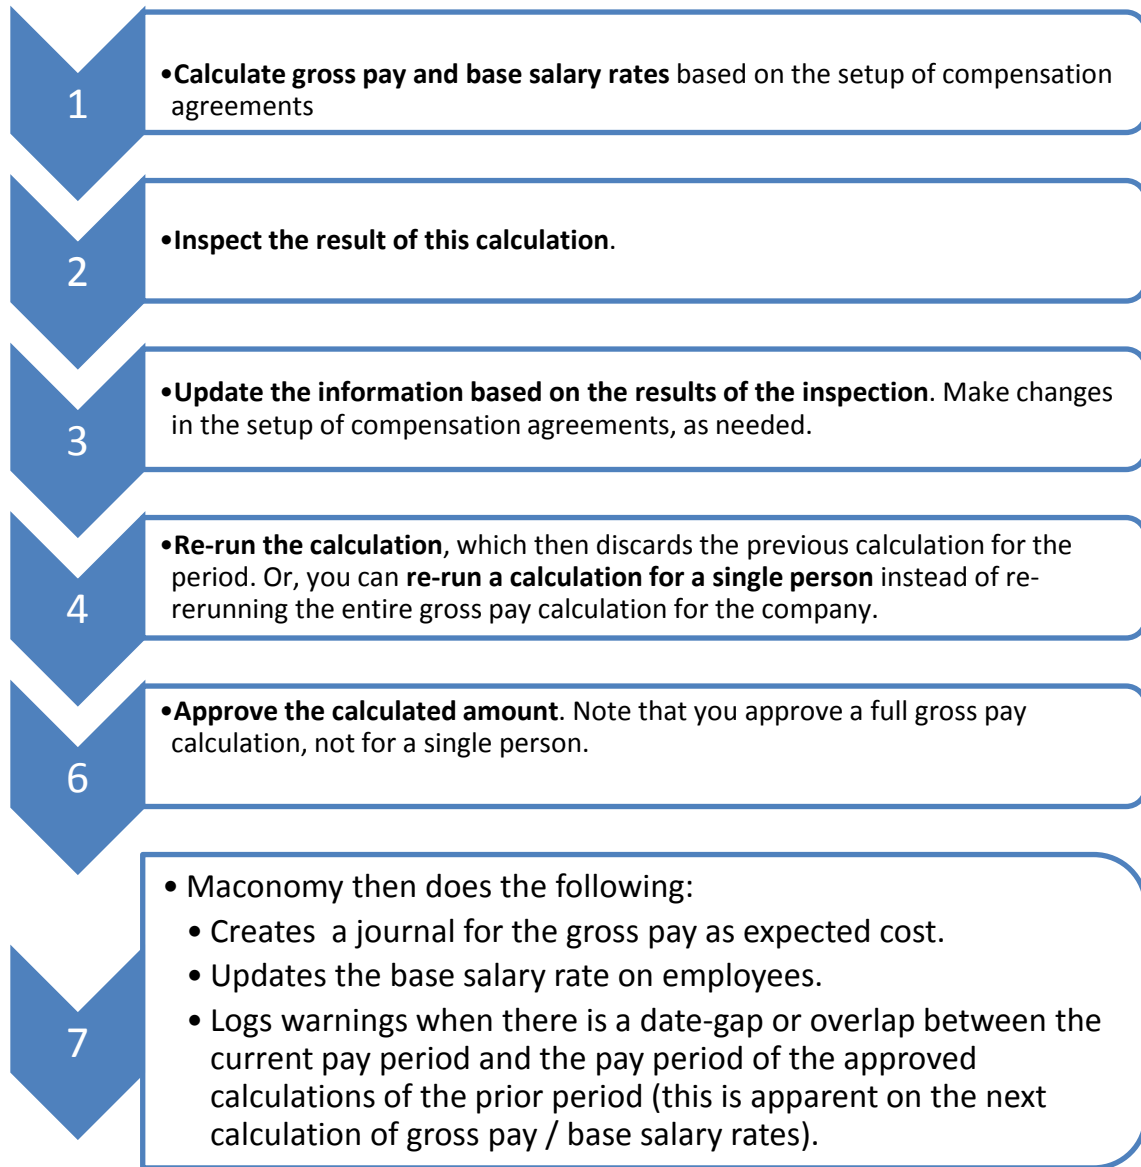 1
•Calculate gross pay and base salary rates based on the setup of compensation
agreements
2
•Inspect the result of this calculation.
3
•Update the information based on the results of the inspection. Make changes
in the setup of compensation agreements, as needed.
4
•Re-run the calculation, which then discards the previous calculation for the
period. Or, you can re-run a calculation for a single person instead of re-
rerunning the entire gross pay calculation for the company.
6
•Approve the calculated amount. Note that you approve a full gross pay
calculation, not for a single person.
7
• Maconomy then does the following:
• Creates a journal for the gross pay as expected cost.
• Updates the base salary rate on employees.
• Logs warnings when there is a date-gap or overlap between the
current pay period and the pay period of the approved
calculations of the prior period (this is apparent on the next
calculation of gross pay / base salary rates).